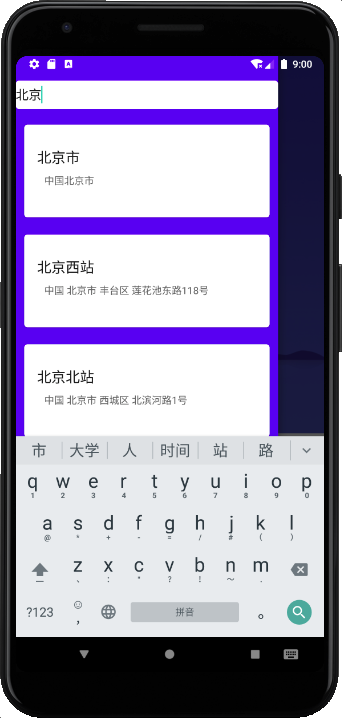 9:00
北京
北京市
中国北京市
北京西站
中国 北京市 丰台区 莲花池东路118号
北京北站
中国 北京市 西城区 北滨河路1号
市 大学 人 时间 站 路
q w e r t y u i o p
1 2 3 4 5 6 7 8 9 0
a s d f g h j k l
@ * + - = / # ( )
z x c v b n m
、 : " ? ! ~ .
?123 , 拼音 。